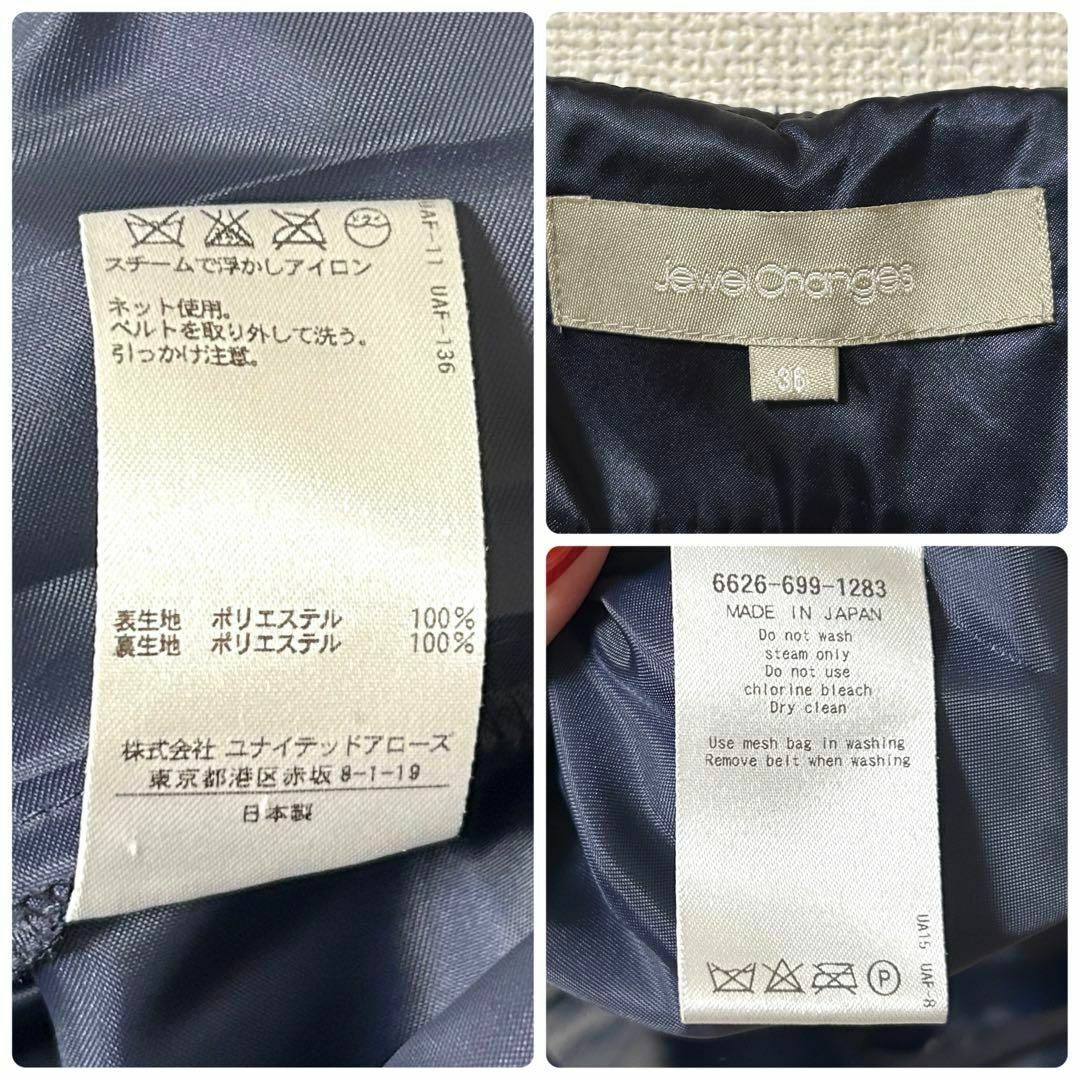 スチームで浮かしアイロン
ネット使用。
ベルトを取り外して洗う。
引っかけ注意。
UAF-11 UAF-136
表生地 ポリエステル 100%
裏生地 ポリエステル 100%
株式会社 ユナイテッドアローズ
東京都港区赤坂8-1-19
日本製
Jewel Changes
36
6626-699-1283
MADE IN JAPAN
Do not wash
steam only
Do not use
chlorine bleach
Dry clean
Use mesh bag in washing
Remove belt when washing
UA15 UAF-8
P